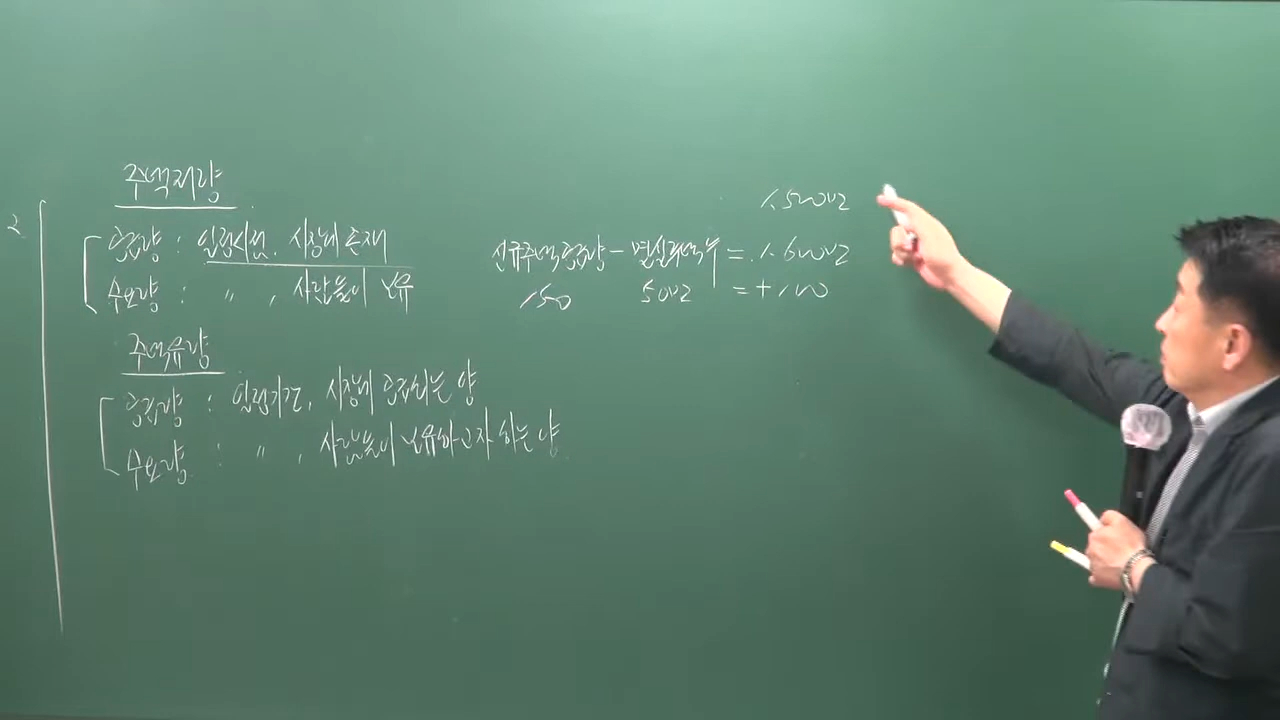 2.
주택저량
공급량 : 일정시점, 시장에 존재
수요량 : 〃 , 사람들이 보유
주택유량
공급량 : 일정기간, 시장에 공급되는 양
수요량 : 〃 , 사람들이 보유하고자 하는 양
1,500만
신규주택공급량 - 멸실주택수 = 1,600만
150 50만 = + 100